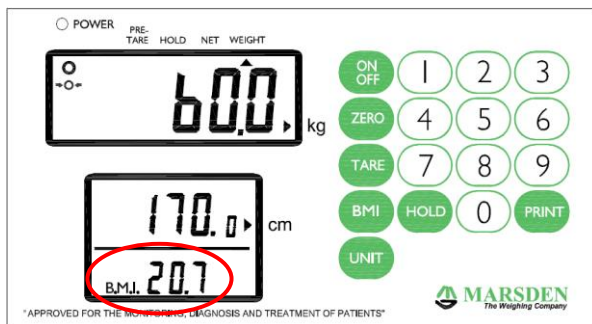 POWER
PRE-TARE HOLD NET WEIGHT
60.0 kg
170.0 cm
B.M.I. 20.7
ON OFF 1 2 3
ZERO 4 5 6
TARE 7 8 9
BMI HOLD 0 PRINT
UNIT
MARSDEN
The Weighing Company
"APPROVED FOR THE MONITORING, DIAGNOSIS AND TREATMENT OF PATIENTS"